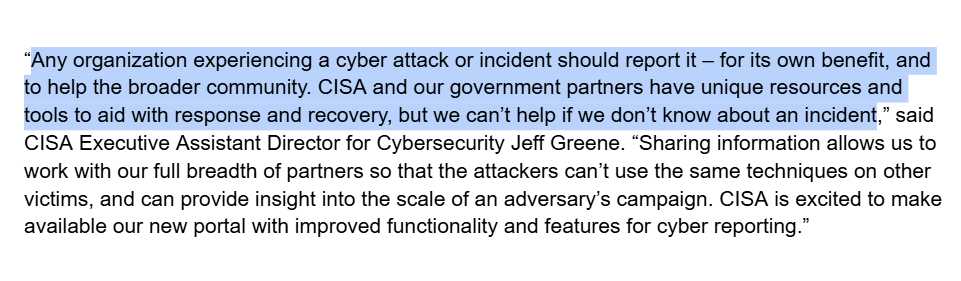 “Any organization experiencing a cyber attack or incident should report it – for its own benefit, and
to help the broader community. CISA and our government partners have unique resources and
tools to aid with response and recovery, but we can’t help if we don’t know about an incident,” said
CISA Executive Assistant Director for Cybersecurity Jeff Greene. “Sharing information allows us to
work with our full breadth of partners so that the attackers can’t use the same techniques on other
victims, and can provide insight into the scale of an adversary’s campaign. CISA is excited to make
available our new portal with improved functionality and features for cyber reporting.”